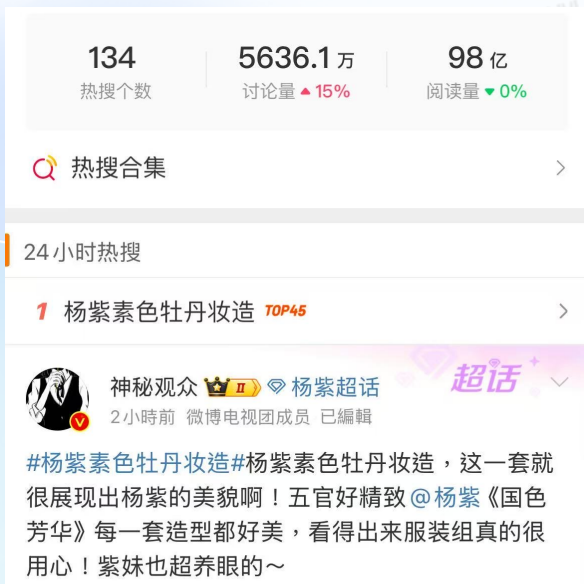 134
5636.1 万
98 亿
热搜个数
讨论量 15%
阅读量 0%
热搜合集
24小时热搜
1 杨紫素色牡丹妆造 TOP45
超话
神秘观众 II 杨紫超话
2小時前 微博电视团成员 已編輯
#杨紫素色牡丹妆造#杨紫素色牡丹妆造，这一套就
很展现出杨紫的美貌啊！五官好精致@杨紫《国色
芳华》每一套造型都好美，看得出来服装组真的很
用心！紫妹也超养眼的～